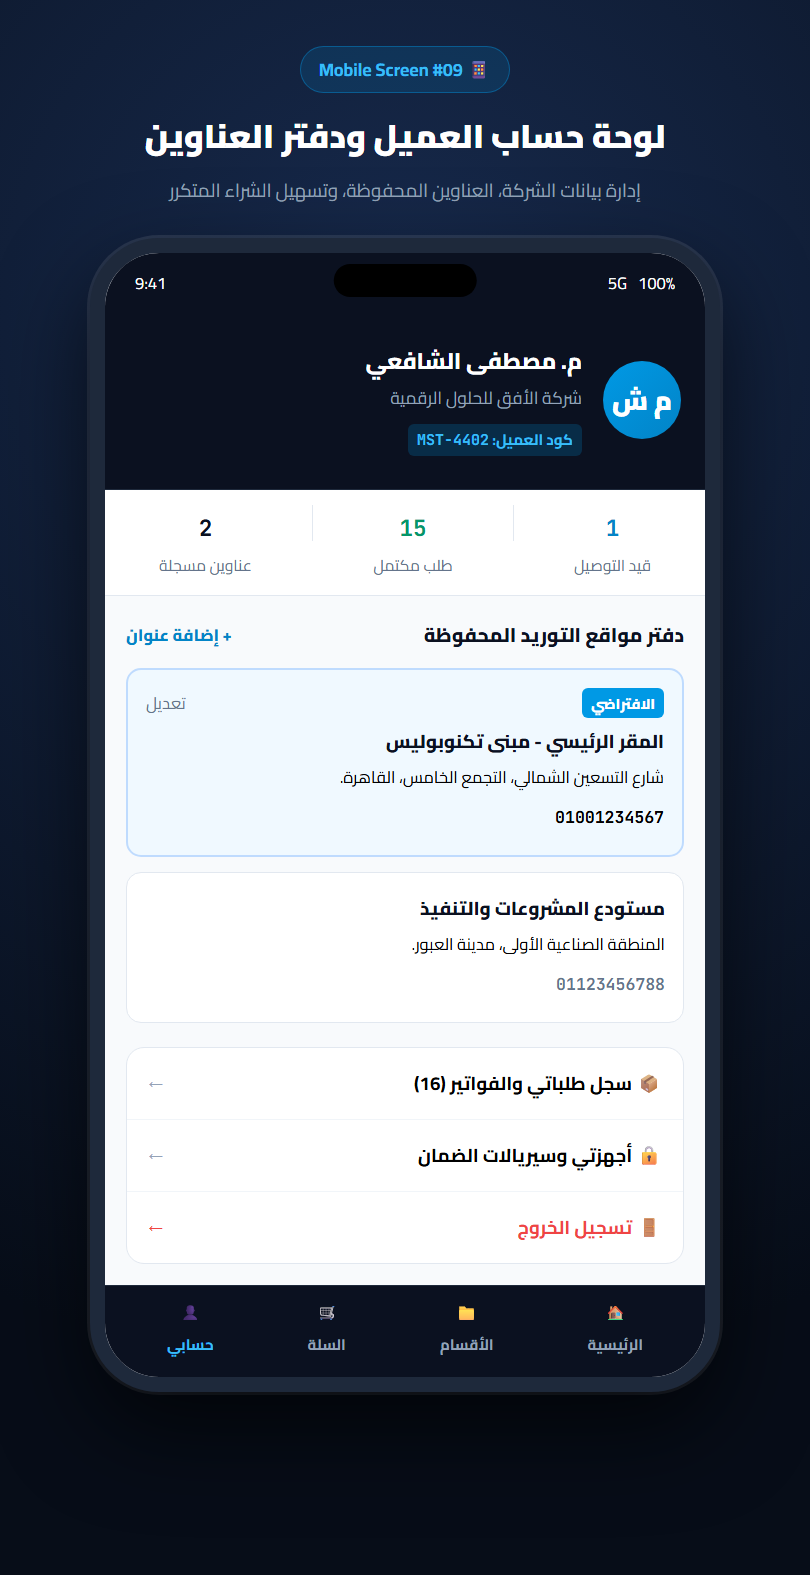 Mobile Screen #09
لوحة حساب العميل ودفتر العناوين
إدارة بيانات الشركة، العناوين المحفوظة، وتسهيل الشراء المتكرر
9:41
5G 100%
م ش
م. مصطفى الشافعي
شركة الأفق للحلول الرقمية
كود العميل: MST-4402
1
قيد التوصيل
15
طلب مكتمل
2
عناوين مسجلة
دفتر مواقع التوريد المحفوظة
+ إضافة عنوان
الافتراضي
تعديل
المقر الرئيسي - مبنى تكنوبوليس
شارع التسعين الشمالي، التجمع الخامس، القاهرة.
01001234567
مستودع المشروعات والتنفيذ
المنطقة الصناعية الأولى، مدينة العبور.
01123456788
سجل طلباتي والفواتير (16) ←
أجهزتي وسيريالات الضمان ←
تسجيل الخروج ←
الرئيسية
الأقسام
السلة
حسابي